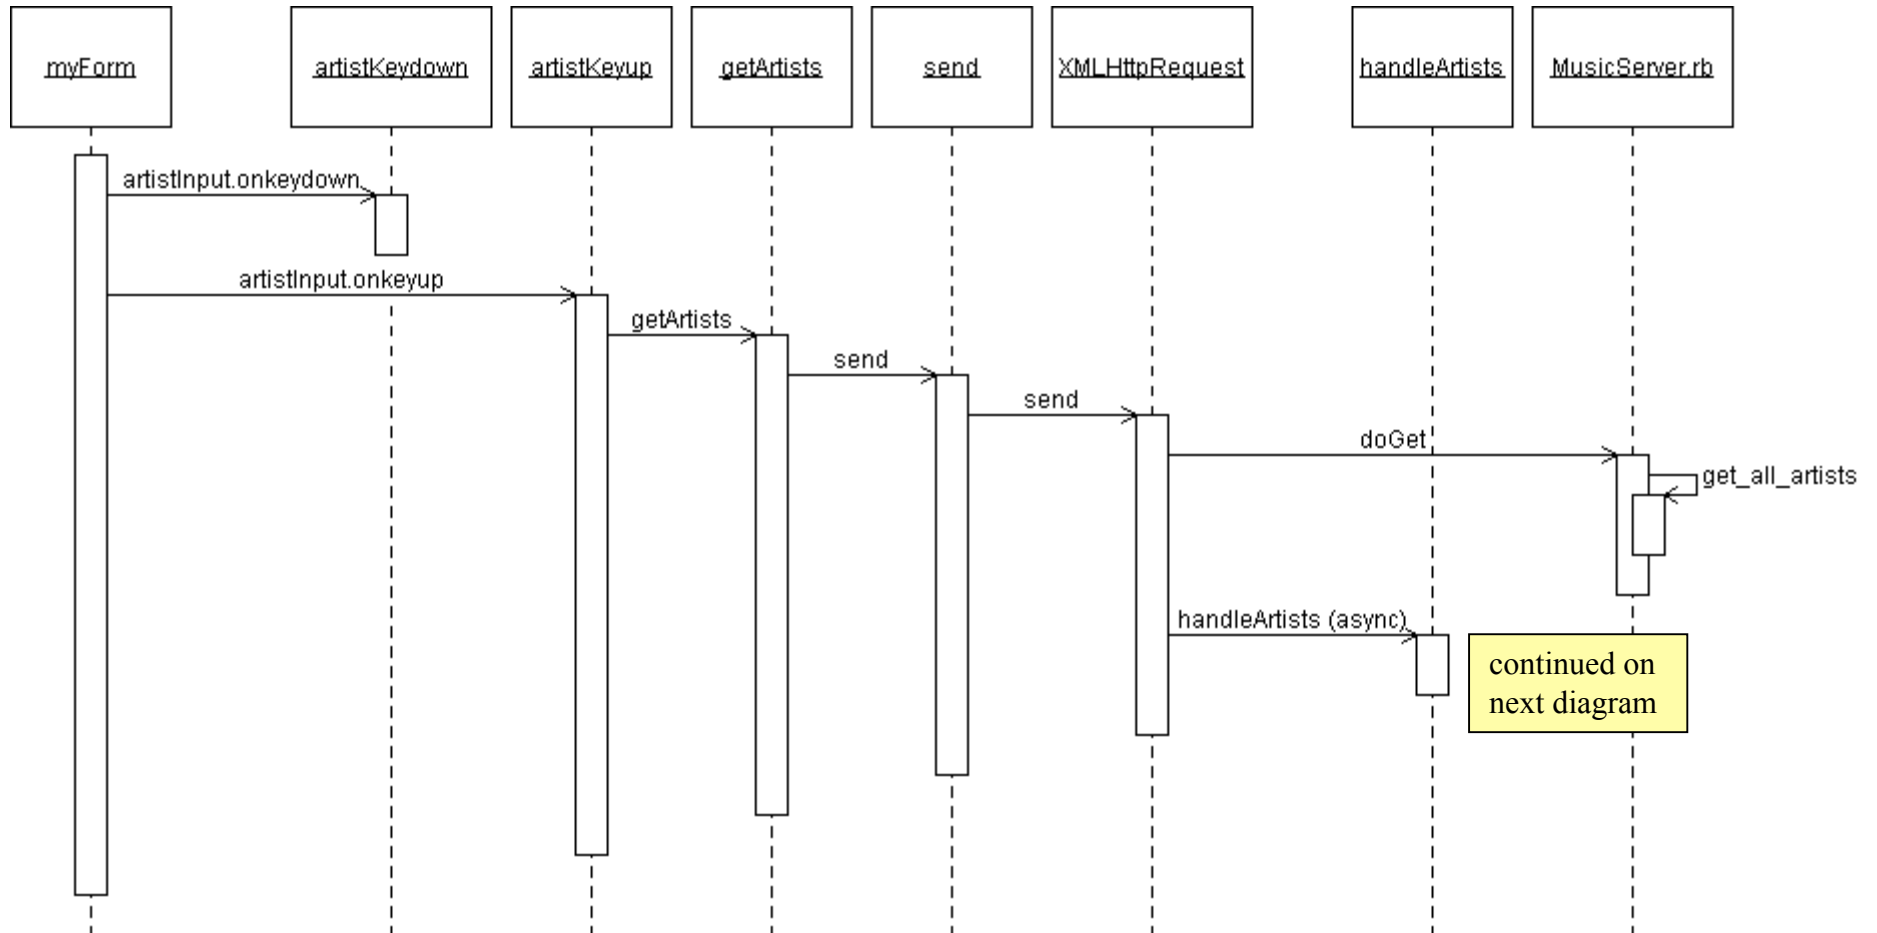 myForm
artistKeydown
artistKeyup
getArtists
send
XMLHttpRequest
handleArtists
MusicServer.rb
artistInput.onkeydown
artistInput.onkeyup
getArtists
send
send
doGet
get_all_artists
handleArtists (async)
continued on
next diagram